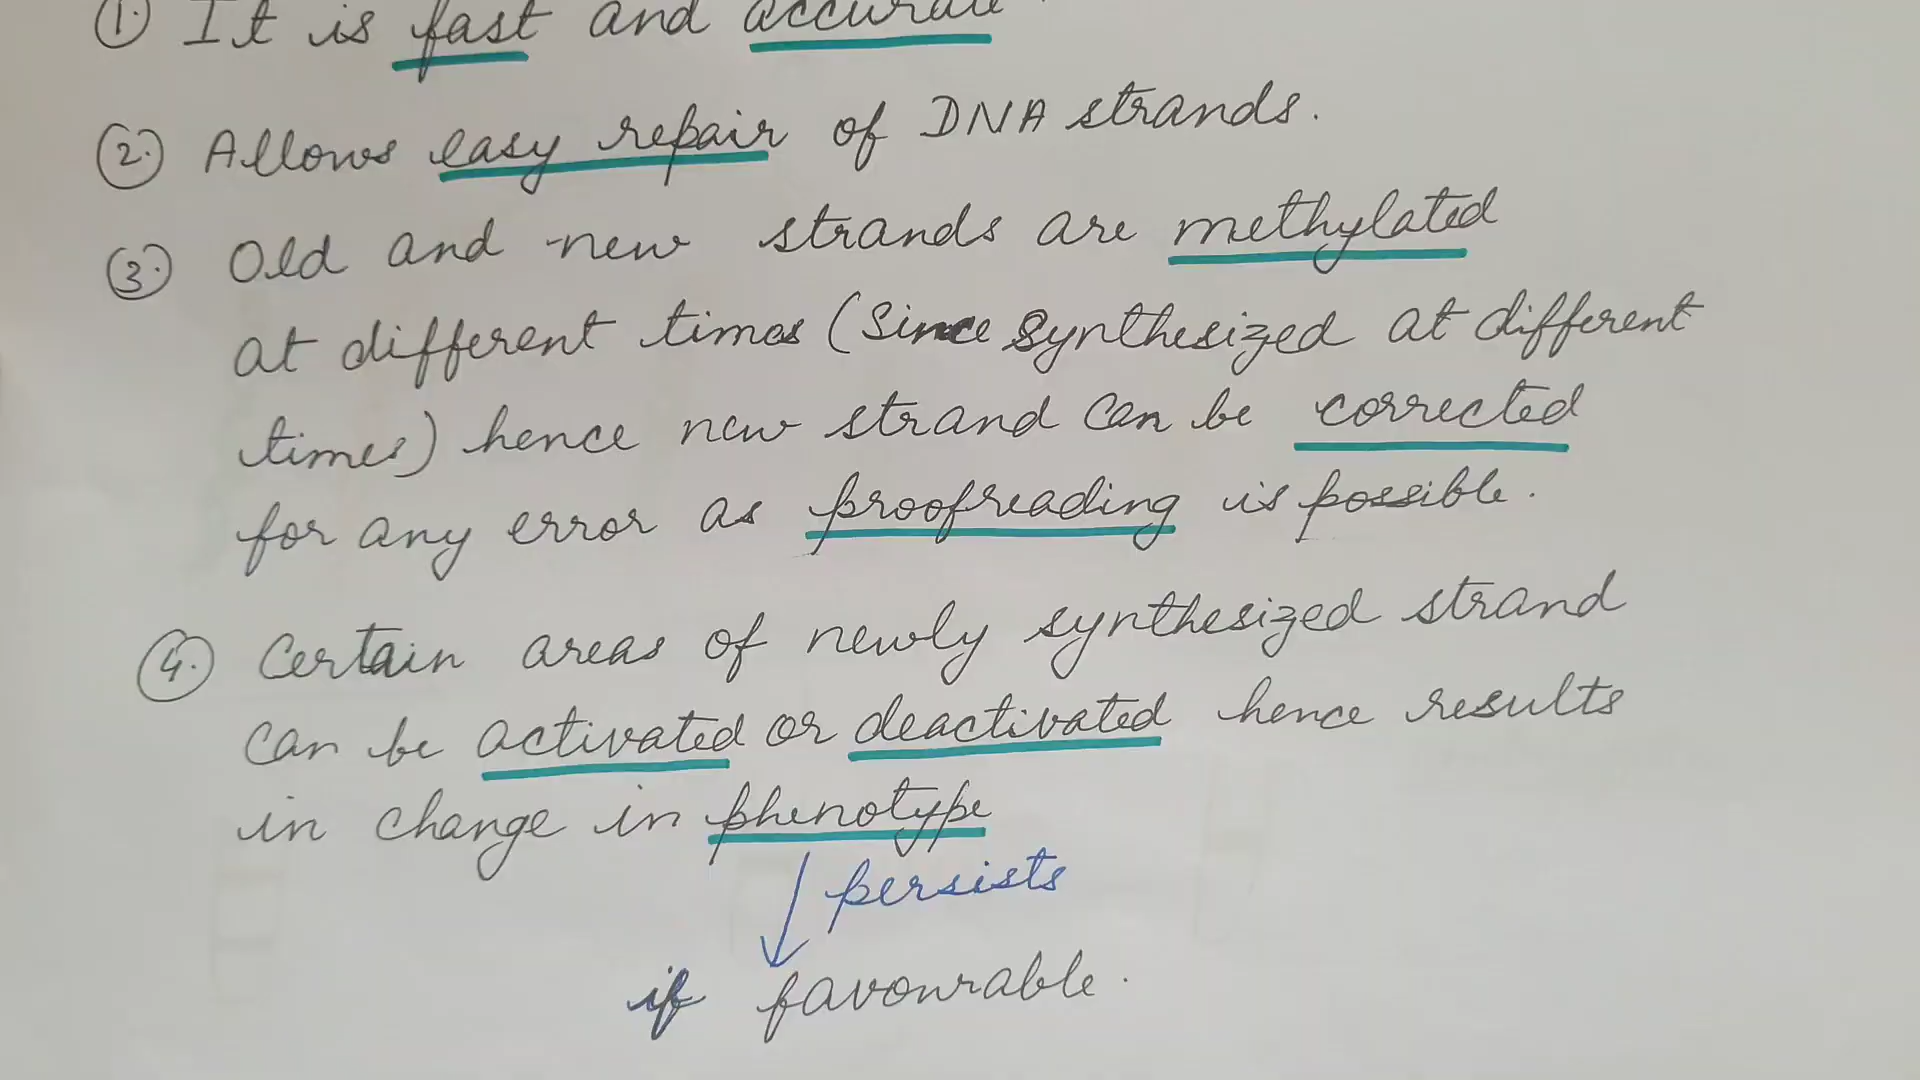 1. It is fast and accurate
2. Allows easy repair of DNA strands.
3. Old and new strands are methylated
at different times (Since synthesized at different
times) hence new strand can be corrected
for any error as proofreading is possible.
4. Certain areas of newly synthesized strand
can be activated or deactivated hence results
in change in phenotype
persists
if favourable.